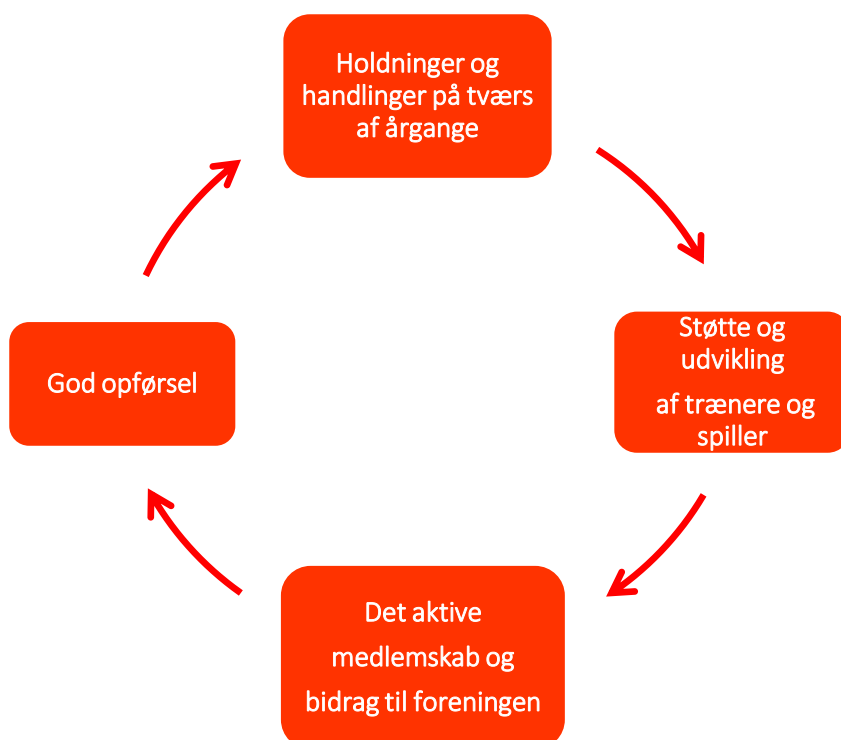 Holdninger og
handlinger på tværs
af årgange
Støtte og
udvikling
af trænere og
spiller
Det aktive
medlemskab og
bidrag til foreningen
God opførsel